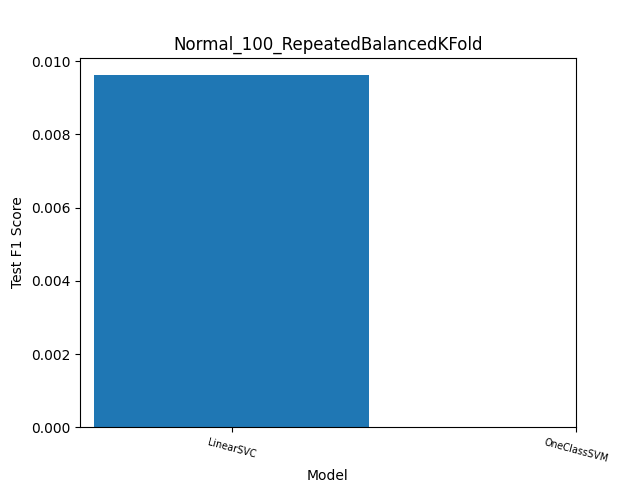 Normal_100_RepeatedBalancedKFold
0.010
0.008
0.006
0.004
0.002
0.000
Test F1 Score
LinearSVC
OneClassSVM
Model